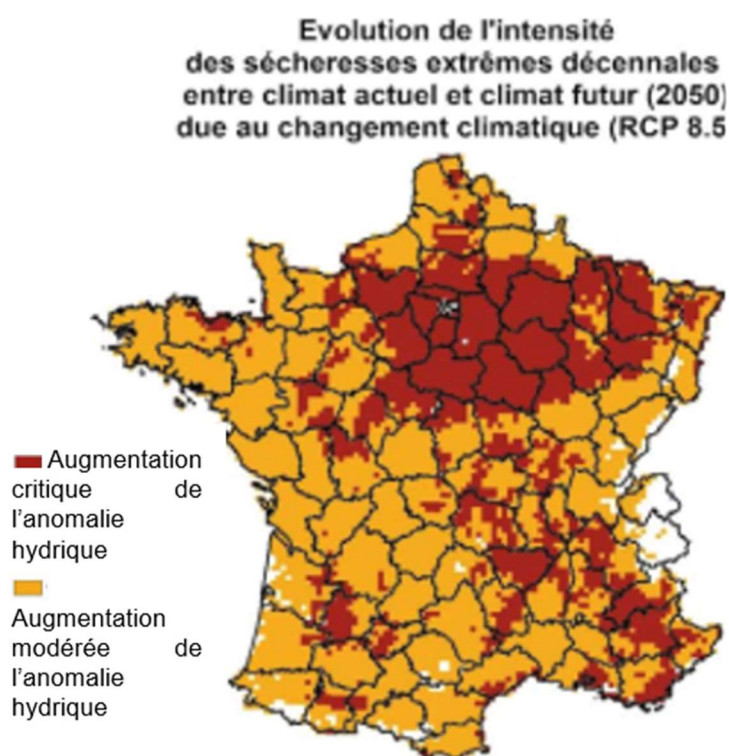 Evolution de l'intensité
des sécheresses extrêmes décennales
entre climat actuel et climat futur (2050)
due au changement climatique (RCP 8.5
Augmentation
critique de
l’anomalie
hydrique
Augmentation
modérée de
l’anomalie
hydrique